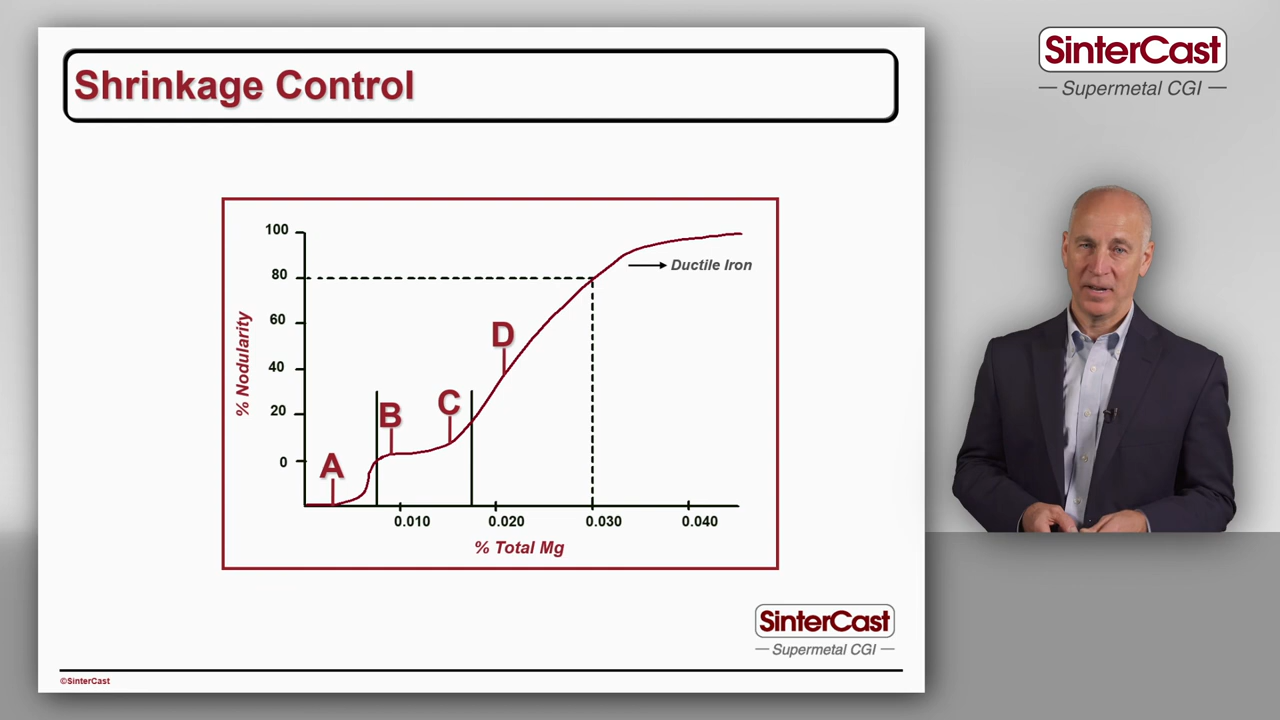 Shrinkage Control
SinterCast
— Supermetal CGI —
100
80
60
40
20
0
% Nodularity
A
B
C
D
Ductile Iron
0.010
0.020
0.030
0.040
% Total Mg
SinterCast
— Supermetal CGI —
©SinterCast